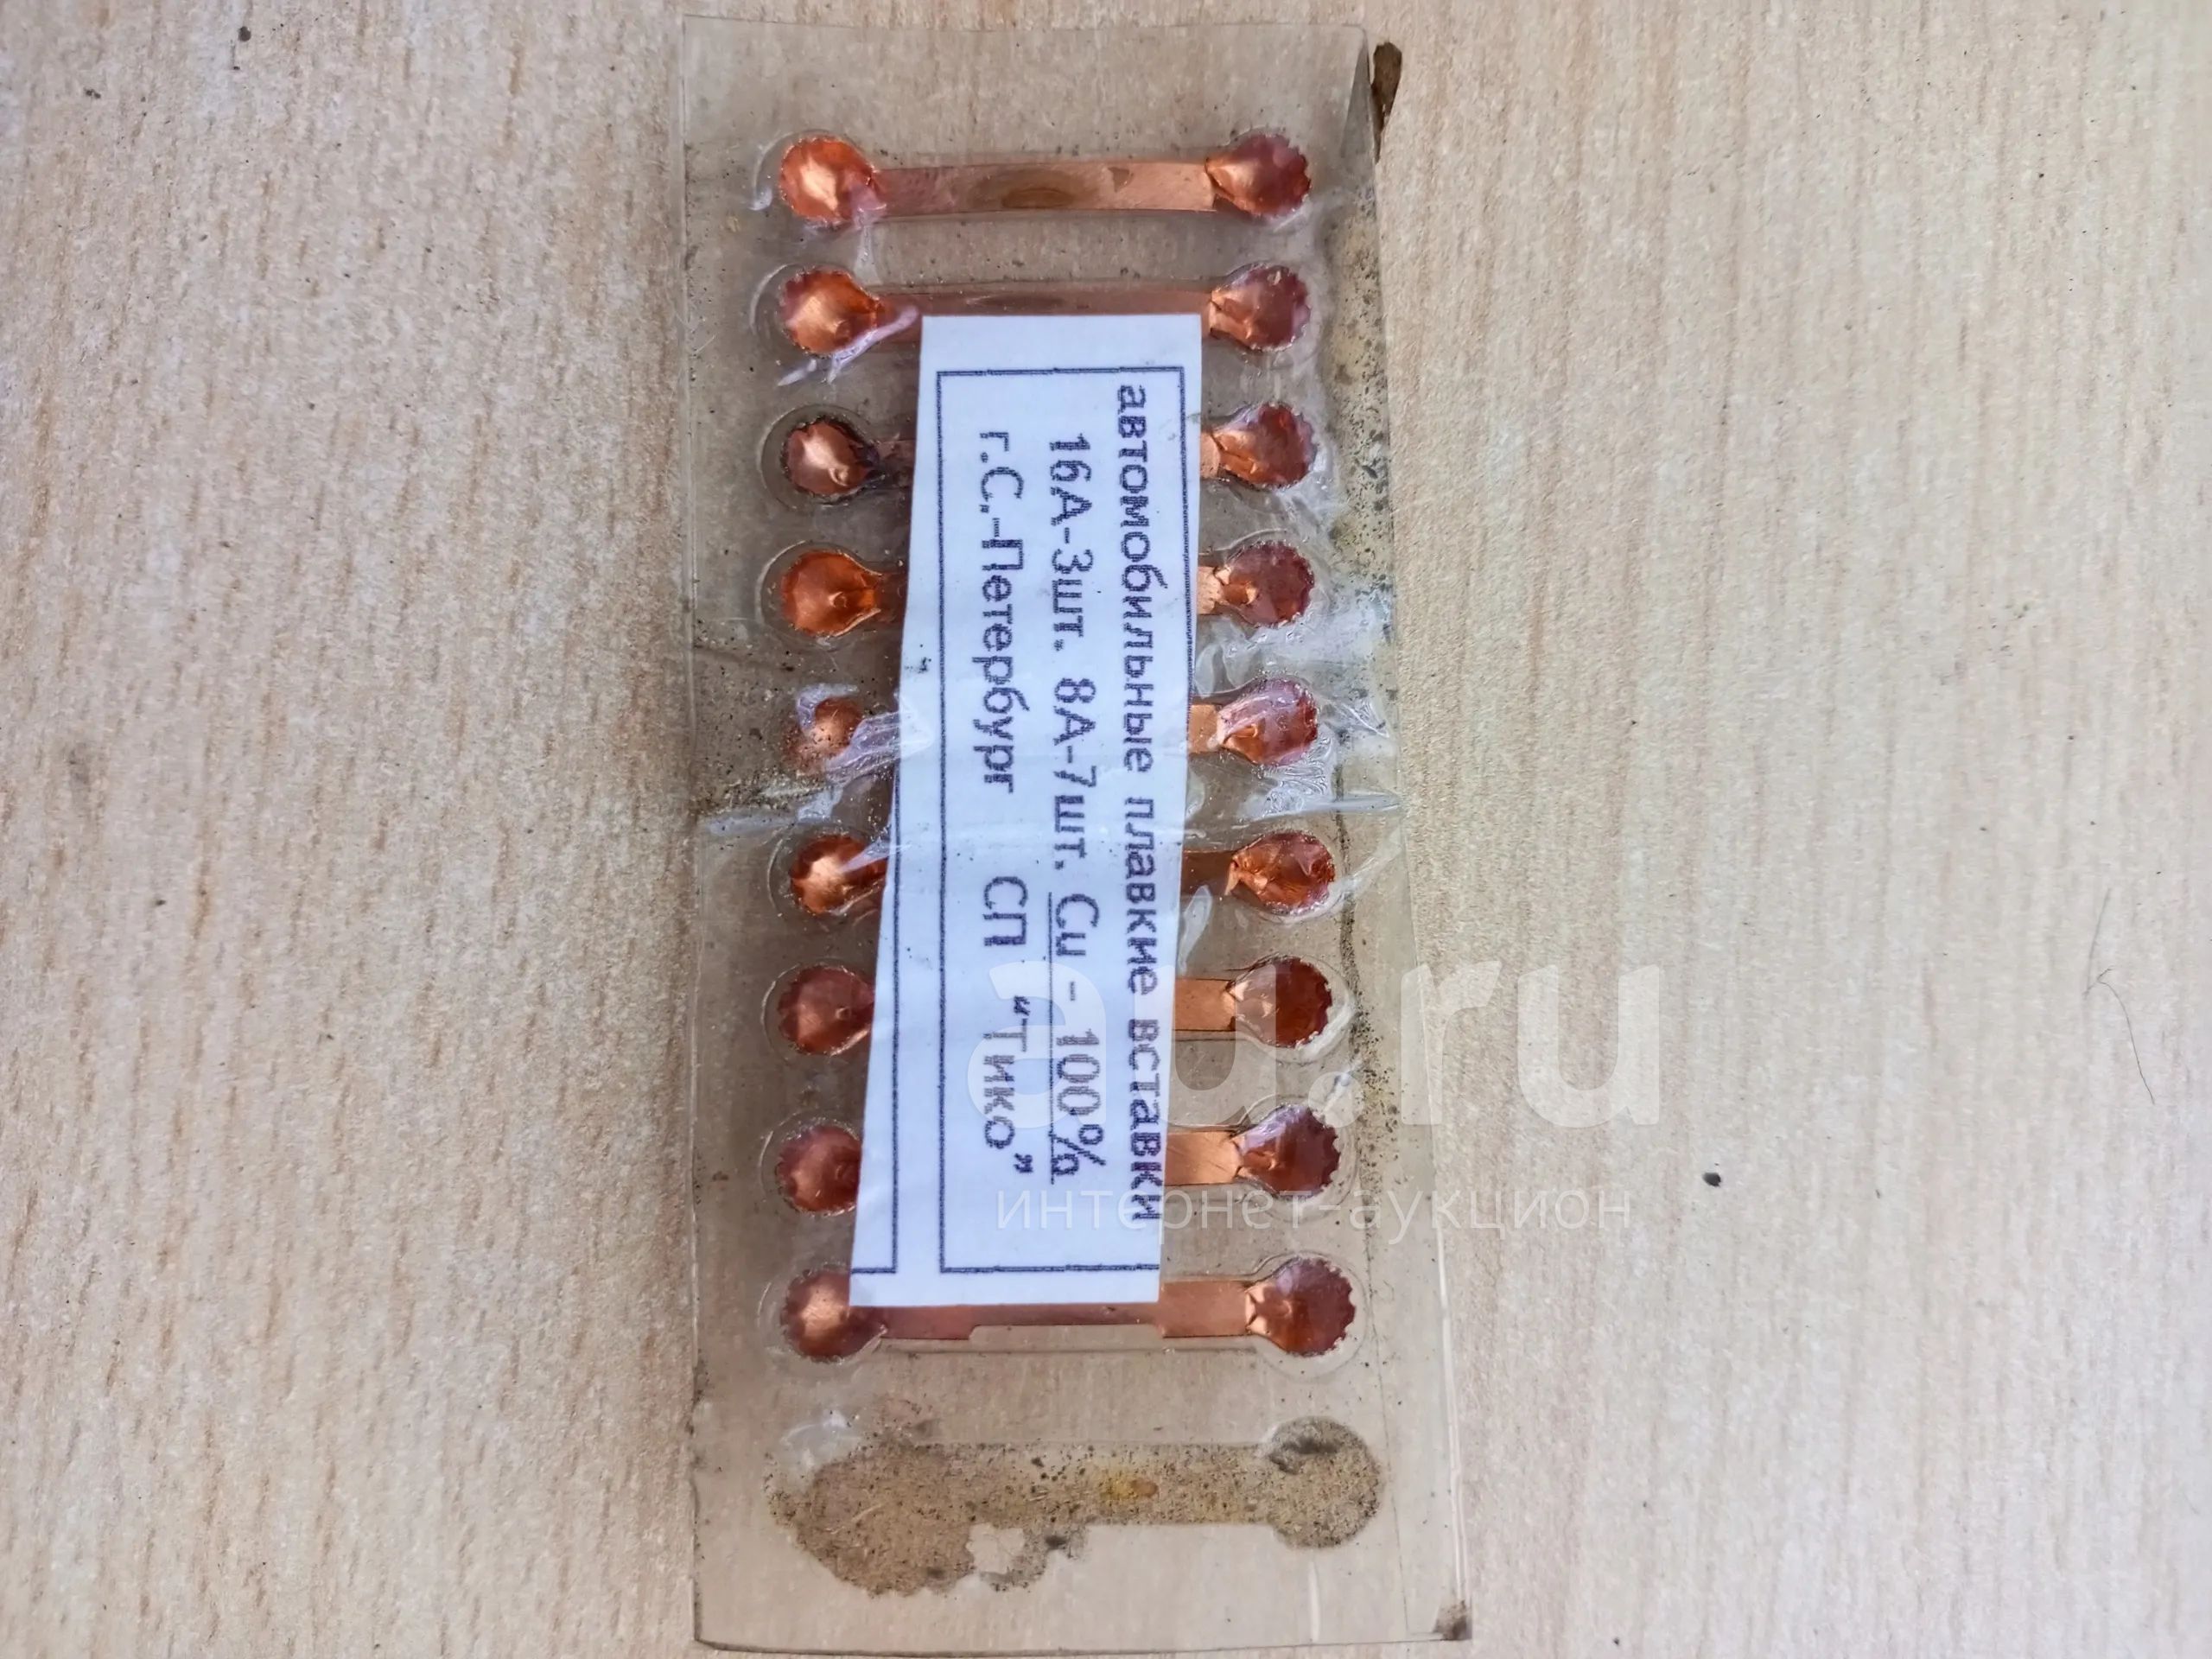 автомобильные плавкие вставки
16А-3шт. 8А-7шт. Cu - 100%
г.С.-Петербург СП “Тико”
au.ru
интернет-аукцион